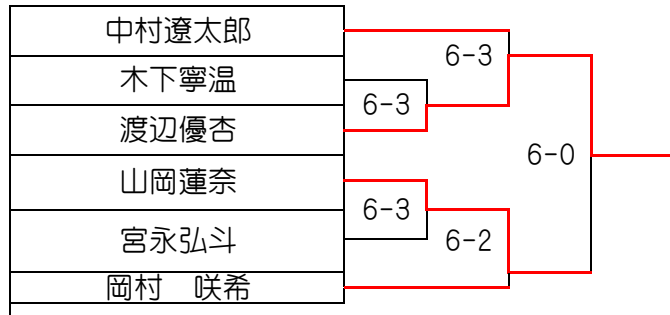 中村遼太郎
6-3
木下寧温
6-3
渡辺優杏
6-0
山岡蓮奈
6-3
宮永弘斗
6-2
岡村　咲希